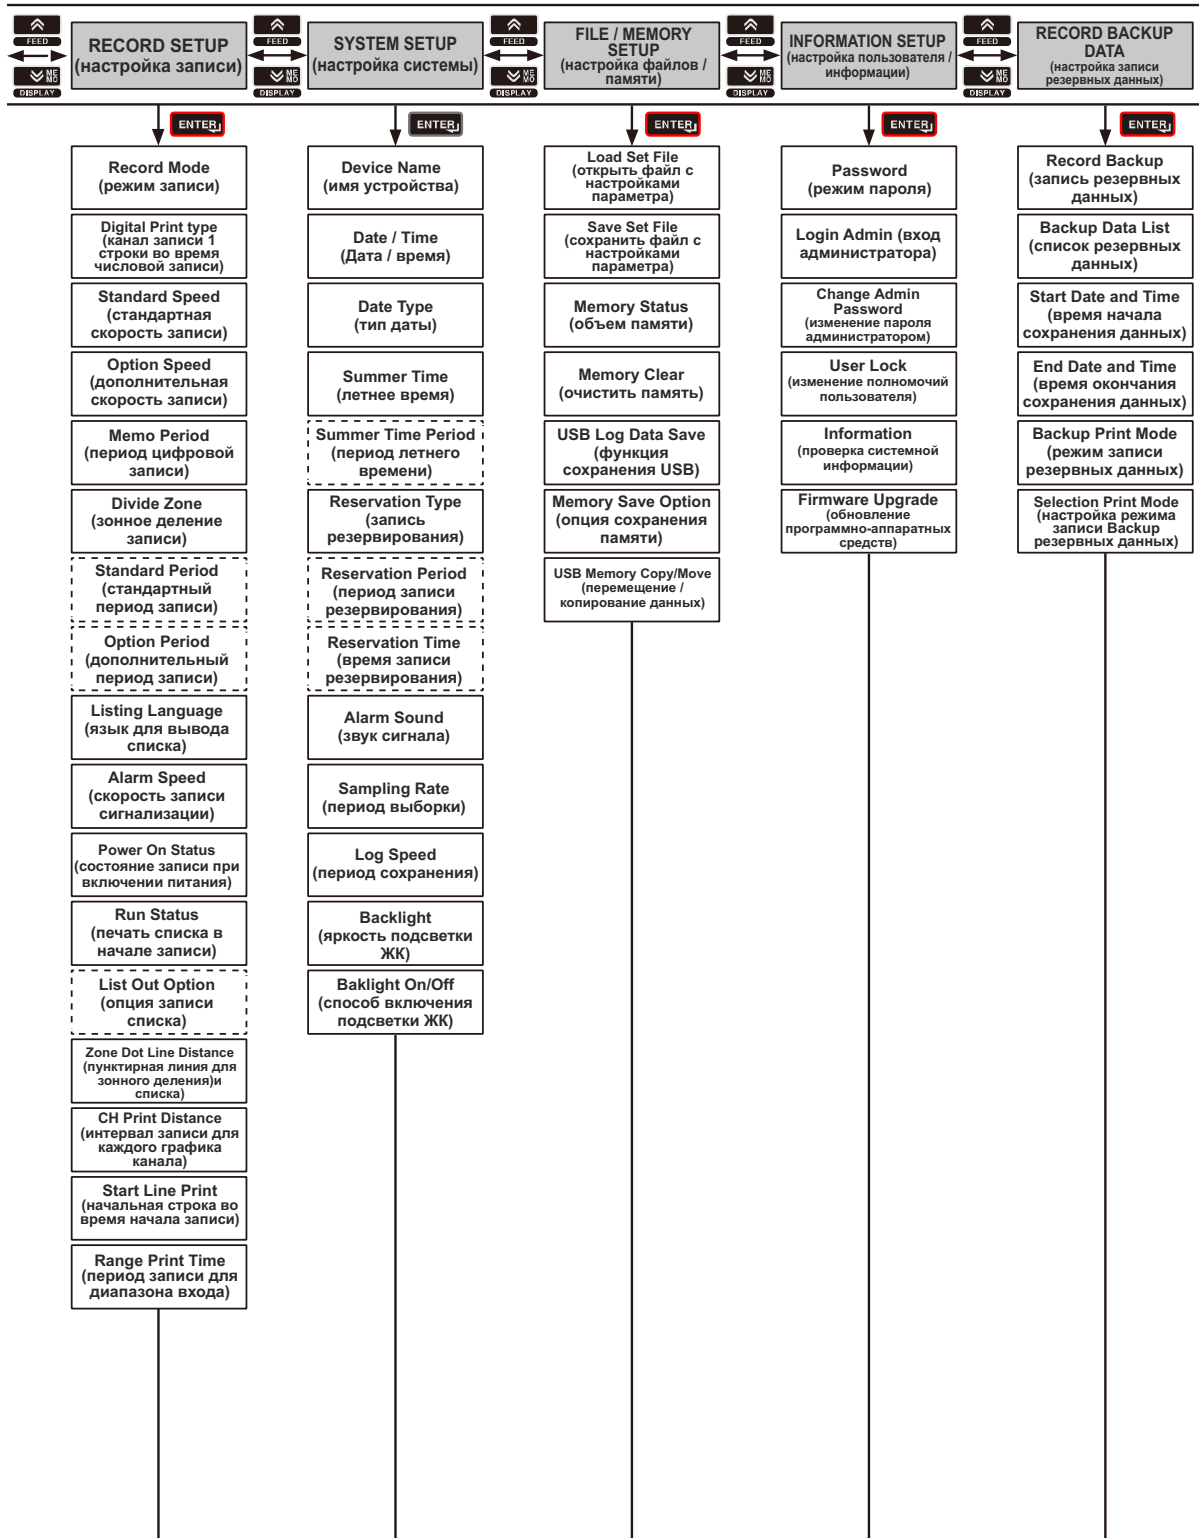 FEED
MEMO
DISPLAY
RECORD SETUP
(настройка записи)
FEED
MEMO
DISPLAY
SYSTEM SETUP
(настройка системы)
FEED
MEMO
DISPLAY
FILE / MEMORY
SETUP
(настройка файлов /
памяти)
FEED
MEMO
DISPLAY
INFORMATION SETUP
(настройка пользователя /
информации)
FEED
MEMO
DISPLAY
RECORD BACKUP
DATA
(настройка записи
резервных данных)
ENTER
Record Mode
(режим записи)
Digital Print type
(канал записи 1
строки во время
числовой записи)
Standard Speed
(стандартная
скорость записи)
Option Speed
(дополнительная
скорость записи)
Memo Period
(период цифровой
записи)
Divide Zone
(зонное деление
записи)
Standard Period
(стандартный
период записи)
Option Period
(дополнительный
период записи)
Listing Language
(язык для вывода
списка)
Alarm Speed
(скорость записи
сигнализации)
Power On Status
(состояние записи при
включении питания)
Run Status
(печать списка в
начале записи)
List Out Option
(опция записи
списка)
Zone Dot Line Distance
(пунктирная линия для
зонного деления)и
списка)
CH Print Distance
(интервал записи для
каждого графика
канала)
Start Line Print
(начальная строка во
время начала записи)
Range Print Time
(период записи для
диапазона входа)
ENTER
Device Name
(имя устройства)
Date / Time
(Дата / время)
Date Type
(тип даты)
Summer Time
(летнее время)
Summer Time Period
(период летнего
времени)
Reservation Type
(запись
резервирования)
Reservation Period
(период записи
резервирования)
Reservation Time
(время записи
резервирования)
Alarm Sound
(звук сигнала)
Sampling Rate
(период выборки)
Log Speed
(период сохранения)
Backlight
(яркость подсветки
ЖК)
Baklight On/Off
(способ включения
подсветки ЖК)
ENTER
Load Set File
(открыть файл с
настройками
параметра)
Save Set File
(сохранить файл с
настройками
параметра)
Memory Status
(объем памяти)
Memory Clear
(очистить память)
USB Log Data Save
(функция
сохранения USB)
Memory Save Option
(опция сохранения
памяти)
USB Memory Copy/Move
(перемещение /
копирование данных)
ENTER
Password
(режим пароля)
Login Admin (вход
администратора)
Change Admin
Password
(изменение пароля
администратором)
User Lock
(изменение полномочий
пользователя)
Information
(проверка системной
информации)
Firmware Upgrade
(обновление
программно-аппаратных
средств)
ENTER
Record Backup
(запись резервных
данных)
Backup Data List
(список резервных
данных)
Start Date and Time
(время начала
сохранения данных)
End Date and Time
(время окончания
сохранения данных)
Backup Print Mode
(режим записи
резервных данных)
Selection Print Mode
(настройка режима
записи Backup
резервных данных)